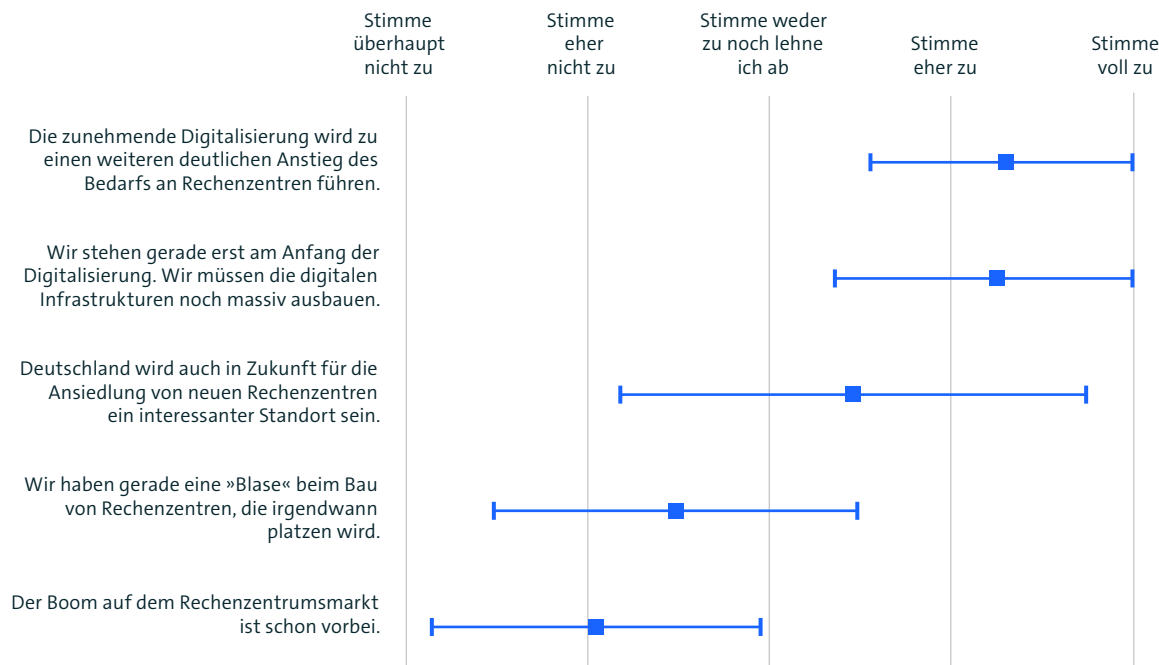 Stimme
überhaupt
nicht zu
Stimme
eher
nicht zu
Stimme weder
zu noch lehne
ich ab
Stimme
eher zu
Stimme
voll zu
Die zunehmende Digitalisierung wird zu
einen weiteren deutlichen Anstieg des
Bedarfs an Rechenzentren führen.
Wir stehen gerade erst am Anfang der
Digitalisierung. Wir müssen die digitalen
Infrastrukturen noch massiv ausbauen.
Deutschland wird auch in Zukunft für die
Ansiedlung von neuen Rechenzentren
ein interessanter Standort sein.
Wir haben gerade eine »Blase« beim Bau
von Rechenzentren, die irgendwann
platzen wird.
Der Boom auf dem Rechenzentrumsmarkt
ist schon vorbei.